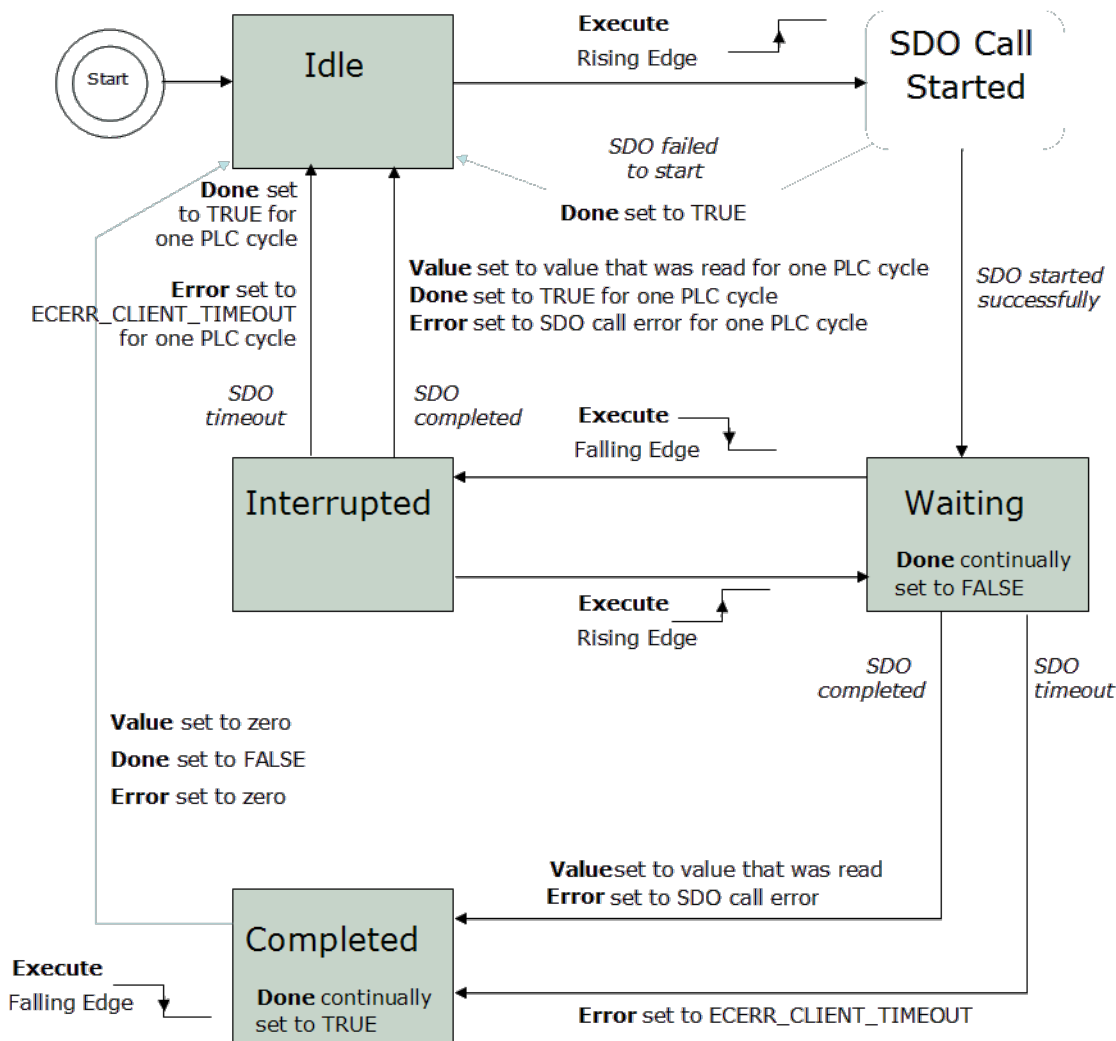 Start
Idle
Execute
Rising Edge
SDO Call
Started
SDO failed
to start
Done set to TRUE
Done set
to TRUE for
one PLC cycle
Error set to
ECERR_CLIENT_TIMEOUT
for one PLC cycle
Value set to value that was read for one PLC cycle
Done set to TRUE for one PLC cycle
Error set to SDO call error for one PLC cycle
SDO started
successfully
SDO
timeout
SDO
completed
Execute
Falling Edge
Interrupted
Waiting
Done continually
set to FALSE
Execute
Rising Edge
SDO
completed
SDO
timeout
Value set to zero
Done set to FALSE
Error set to zero
Value set to value that was read
Error set to SDO call error
Completed
Done continually
set to TRUE
Execute
Falling Edge
Error set to ECERR_CLIENT_TIMEOUT